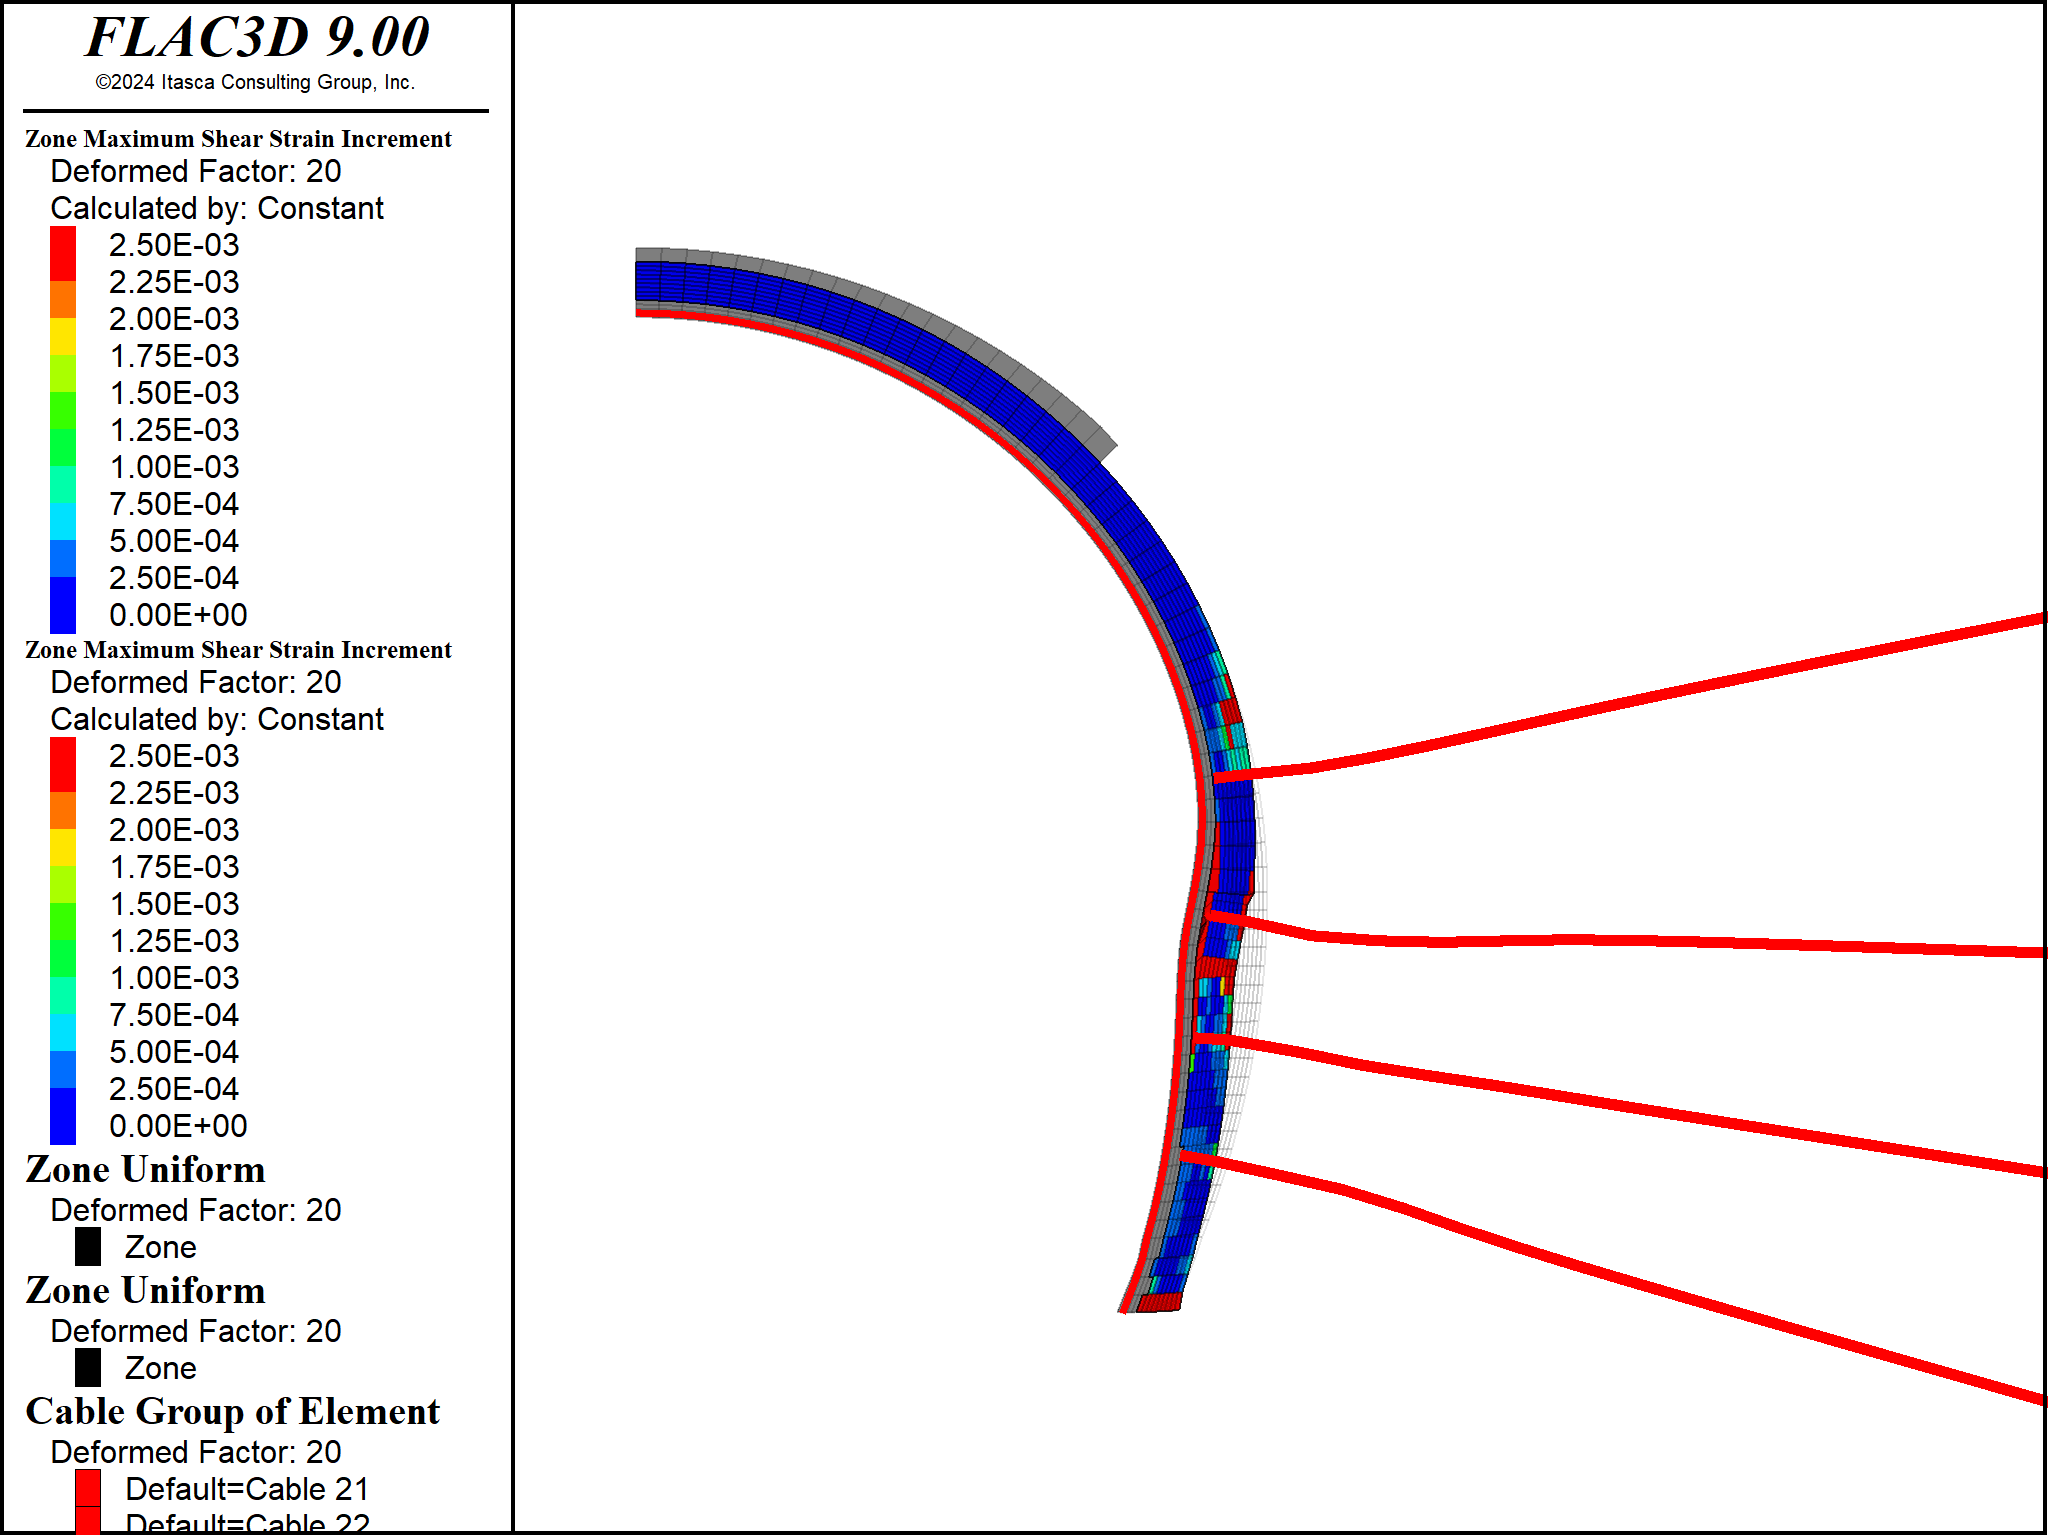 FLAC3D 9.00
©2024 Itasca Consulting Group, Inc.
Zone Maximum Shear Strain Increment
Deformed Factor: 20
Calculated by: Constant
2.50E-03
2.25E-03
2.00E-03
1.75E-03
1.50E-03
1.25E-03
1.00E-03
7.50E-04
5.00E-04
2.50E-04
0.00E+00
Zone Maximum Shear Strain Increment
Deformed Factor: 20
Calculated by: Constant
2.50E-03
2.25E-03
2.00E-03
1.75E-03
1.50E-03
1.25E-03
1.00E-03
7.50E-04
5.00E-04
2.50E-04
0.00E+00
Zone Uniform
Deformed Factor: 20
Zone
Zone Uniform
Deformed Factor: 20
Zone
Cable Group of Element
Deformed Factor: 20
Default=Cable 21
Default=Cable 22